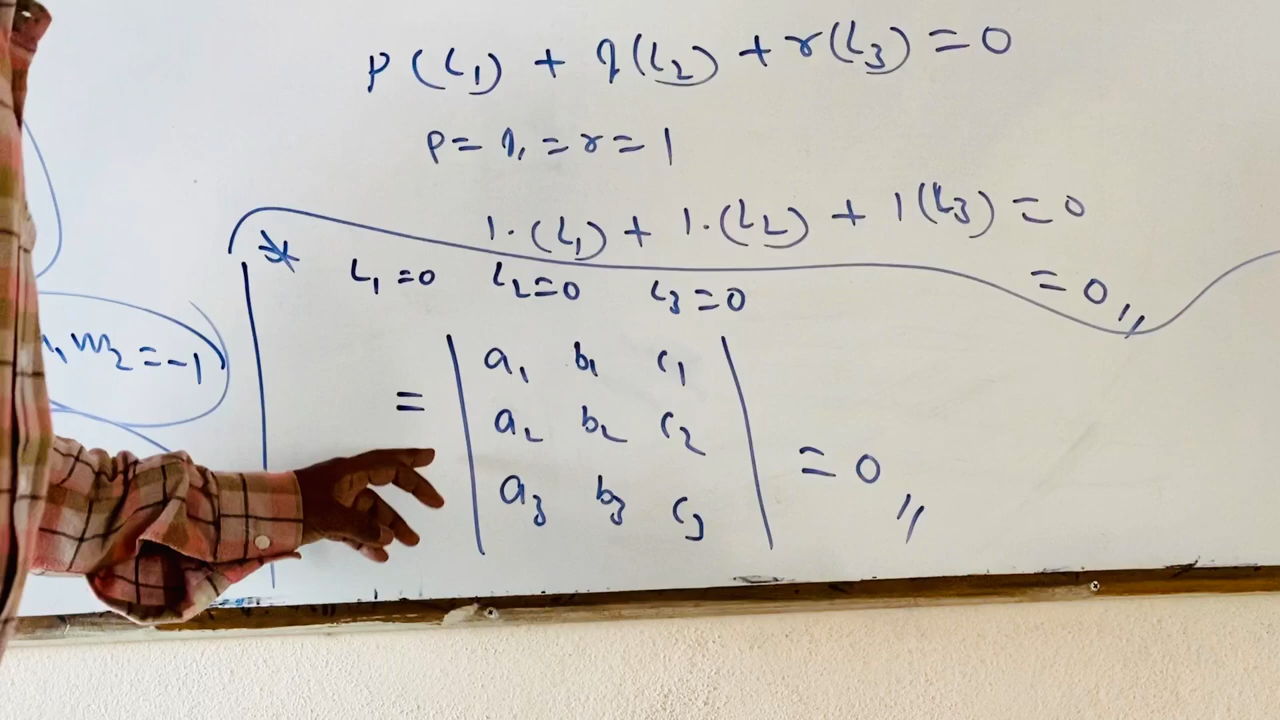 p(L₁) + q(L₂) + r(L₃) = 0
p = q = r = 1
1·(L₁) + 1·(L₂) + 1(L₃) = 0
= 0,,
* L₁ = 0 L₂ = 0 L₃ = 0
m₂ = -1
= | a₁ b₁ c₁ |
| a₂ b₂ c₂ | = 0,,
| a₃ b₃ c₃ |